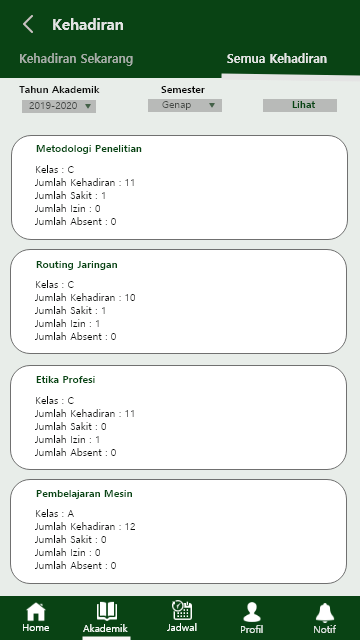 Kehadiran
Kehadiran Sekarang Semua Kehadiran
Tahun Akademik Semester
2019-2020 Genap Lihat
Metodologi Penelitian
Kelas : C
Jumlah Kehadiran : 11
Jumlah Sakit : 1
Jumlah Izin : 0
Jumlah Absent : 0
Routing Jaringan
Kelas : C
Jumlah Kehadiran : 10
Jumlah Sakit : 1
Jumlah Izin : 1
Jumlah Absent : 0
Etika Profesi
Kelas : C
Jumlah Kehadiran : 11
Jumlah Sakit : 0
Jumlah Izin : 1
Jumlah Absent : 0
Pembelajaran Mesin
Kelas : A
Jumlah Kehadiran : 12
Jumlah Sakit : 0
Jumlah Izin : 0
Jumlah Absent : 0
Home Akademik Jadwal Profil Notif